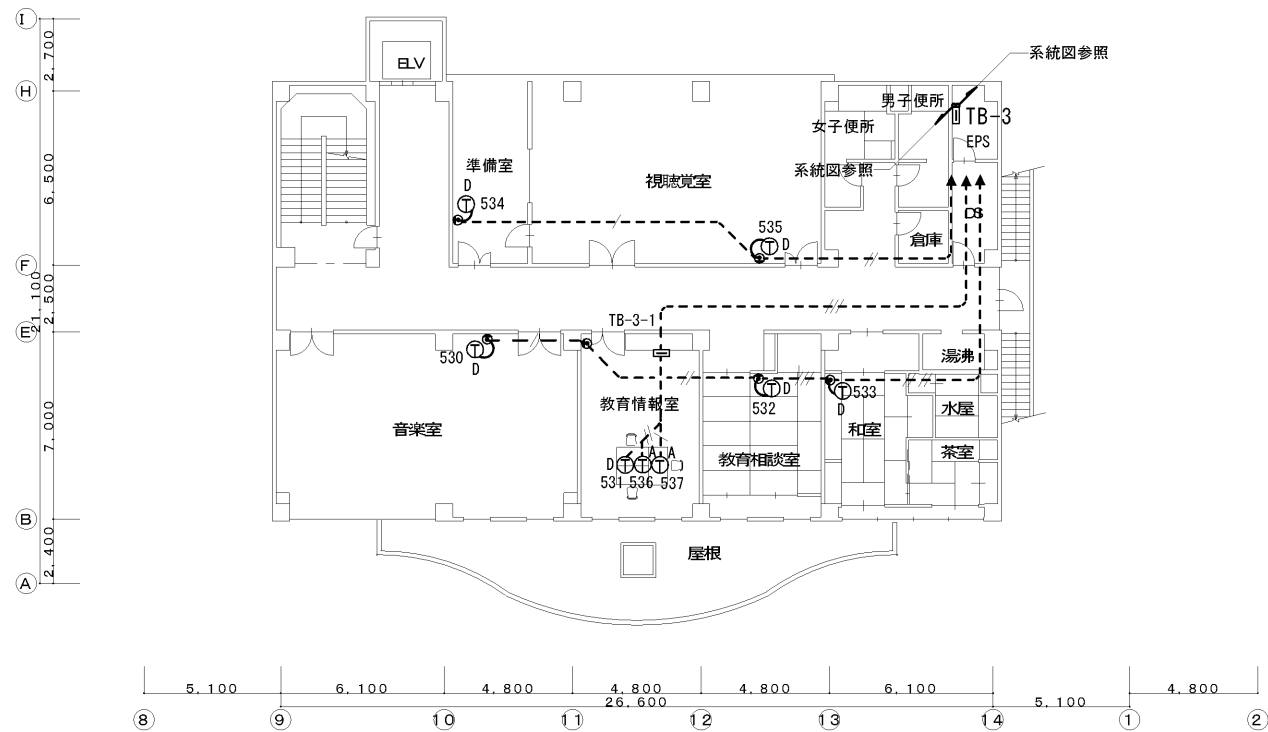 I
系統図参照
2,700
ELV
H
男子便所
TB-3
女子便所
EPS
準備室
系統図参照
視聴覚室
6,500
D
T
534
DS
535
T
D
倉庫
F
21,100
2,500
TB-3-1
E
530
T
D
湯沸
T
D
532
T
533
D
教育情報室
水屋
音楽室
和室
7,000
茶室
A
A
D
T
T
T
教育相談室
531
536
537
B
屋根
2,400
A
5,100
6,100
4,800
4,800
4,800
6,100
4,800
26,600
5,100
8
9
10
11
12
13
14
1
2